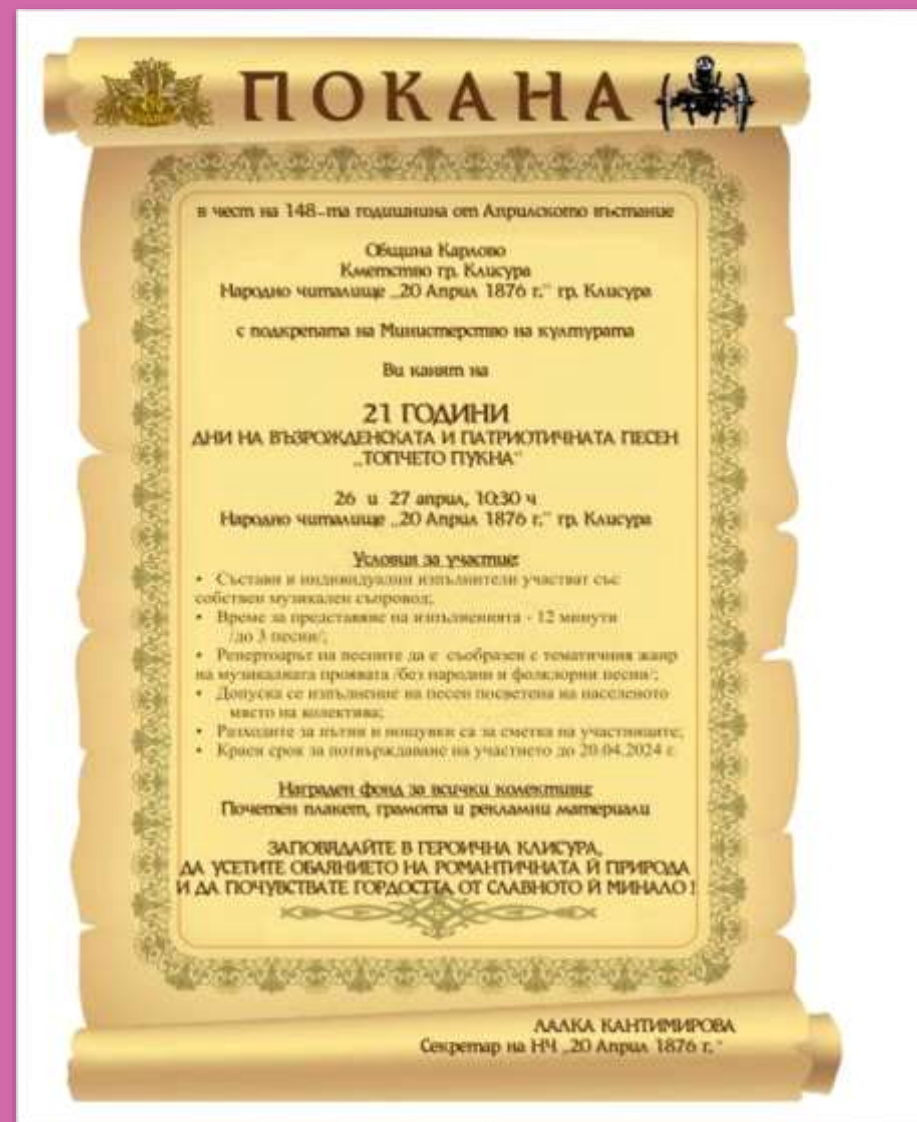 ПОКАНА
в чест на 148-та годишнина от Априлското въстание
Община Карлово
Кметство гр. Клисура
Народно читалище „20 Април 1876 г.“ гр. Клисура
с подкрепата на Министерство на културата
Ви канят на
21 ГОДИНИ
ДНИ НА ВЪЗРОЖДЕНСКАТА И ПАТРИОТИЧНАТА ПЕСЕН
„ТОПЧЕТО ПУКНА“
26 и 27 април, 10:30 ч
Народно читалище „20 Април 1876 г.“ гр. Клисура
Условия за участие:
• Състави и индивидуални изпълнители участват със
собствен музикален съпровод;
• Време за представяне на изпълненията - 12 минути
/до 3 песни/;
• Репертоарът на песните да е съобразен с тематичния жанр
на музикалната проявата /без народни и фолклорни песни/;
• Допуска се изпълнение на песен посветена на населеното
място на колектива;
• Разходите за пътни и нощувки са за сметка на участниците;
• Краен срок за потвърждаване на участието до 20.04.2024 г.
Награден фонд за всички колективи:
Почетен плакет, грамота и рекламни материали
ЗАПОВЯДАЙТЕ В ГЕРОИЧНА КЛИСУРА,
ДА УСЕТИТЕ ОБАЯНИЕТО НА РОМАНТИЧНАТА Й ПРИРОДА
И ДА ПОЧУВСТВАТЕ ГОРДОСТТА ОТ СЛАВНОТО Й МИНАЛО !
ЛАЛКА КАНТИМИРОВА
Секретар на НЧ „20 Април 1876 г. “